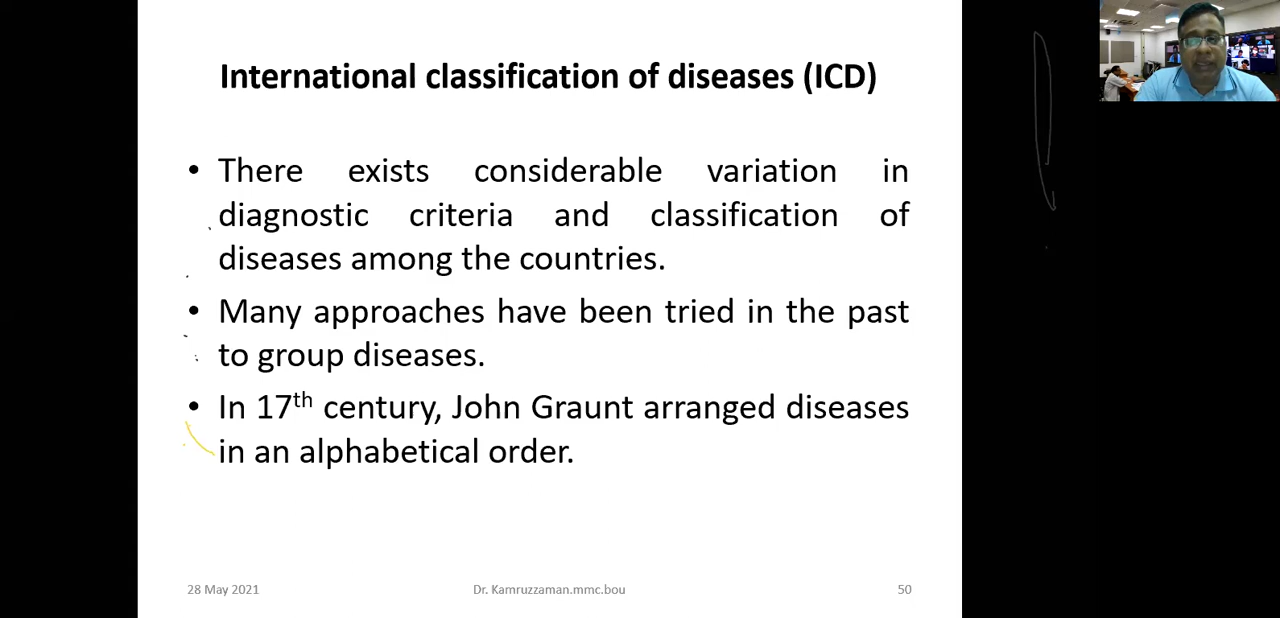 International classification of diseases (ICD)
• There exists considerable variation in
diagnostic criteria and classification of
diseases among the countries.
• Many approaches have been tried in the past
to group diseases.
• In 17th century, John Graunt arranged diseases
in an alphabetical order.
28 May 2021
Dr. Kamruzzaman.mmc.bou
50